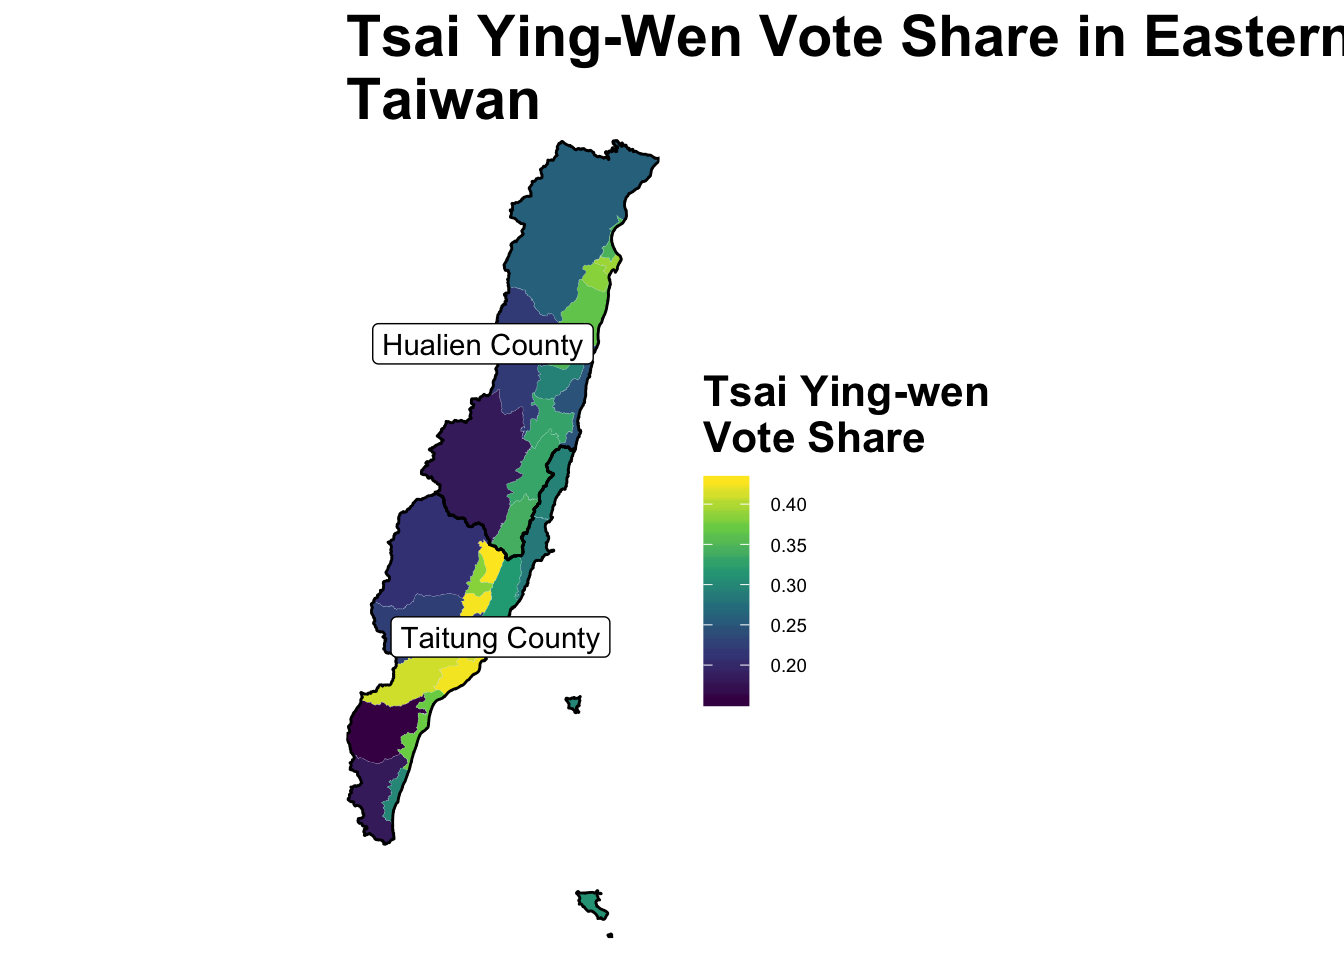 Tsai Ying-Wen Vote Share in Eastern
Taiwan
Hualien County
Tsai Ying-wen
Vote Share
0.40
0.35
0.30
0.25
0.20
Taitung County